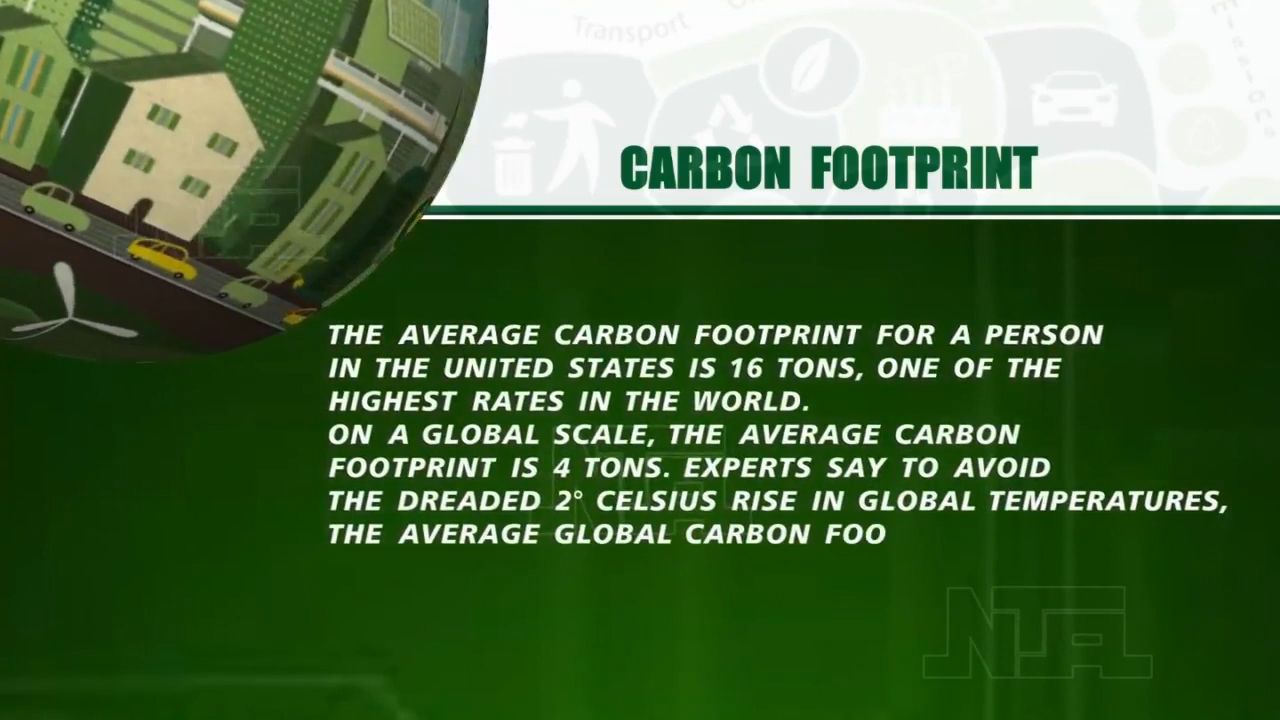 Transport
CARBON FOOTPRINT
THE AVERAGE CARBON FOOTPRINT FOR A PERSON
IN THE UNITED STATES IS 16 TONS, ONE OF THE
HIGHEST RATES IN THE WORLD.
ON A GLOBAL SCALE, THE AVERAGE CARBON
FOOTPRINT IS 4 TONS. EXPERTS SAY TO AVOID
THE DREADED 2° CELSIUS RISE IN GLOBAL TEMPERATURES,
THE AVERAGE GLOBAL CARBON FOO
NTA